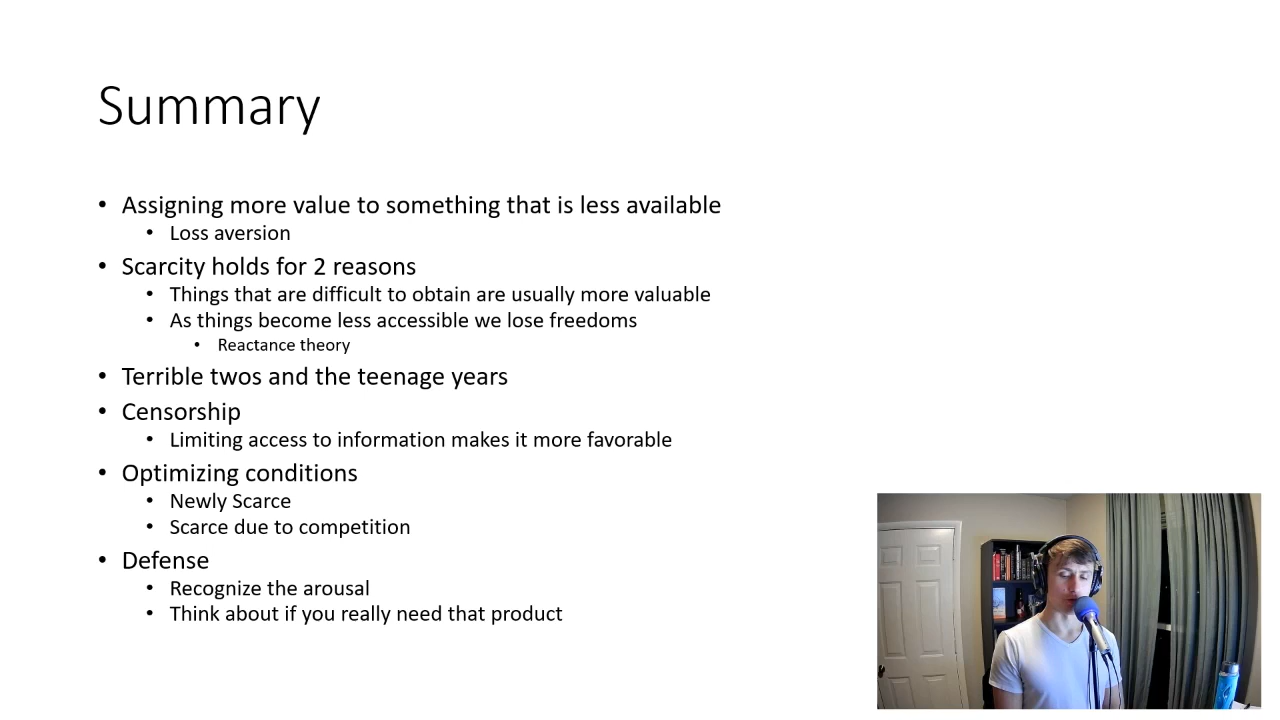 Summary
• Assigning more value to something that is less available
• Loss aversion
• Scarcity holds for 2 reasons
• Things that are difficult to obtain are usually more valuable
• As things become less accessible we lose freedoms
• Reactance theory
• Terrible twos and the teenage years
• Censorship
• Limiting access to information makes it more favorable
• Optimizing conditions
• Newly Scarce
• Scarce due to competition
• Defense
• Recognize the arousal
• Think about if you really need that product